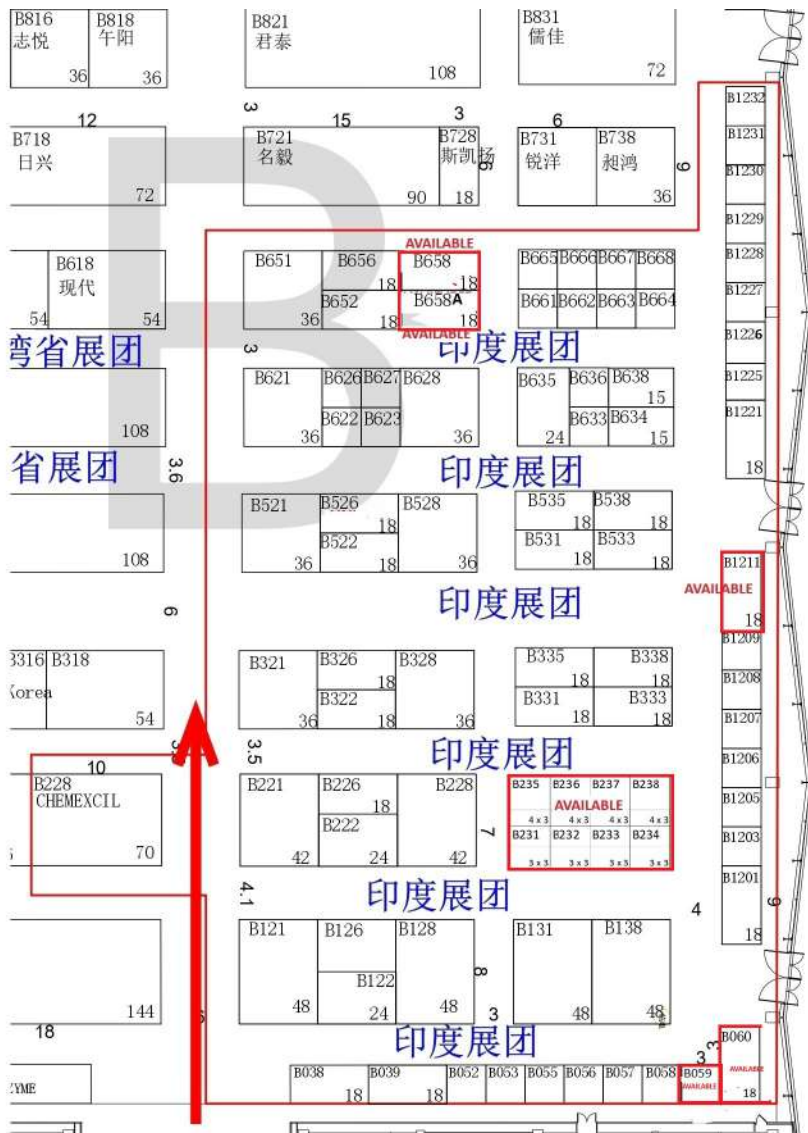 B816 B818 B821 B831
志悦 午阳 君泰 儒佳
36 36 108 72
B1232
12 3 15 3 6
B718 B721 B728 B731 B738 B1231
日兴 名毅 斯凯扬 锐洋 昶鸿
6 9
72 90 18 36
B1230
B1229
AVAILABLE
B618 B651 B656 B658 B665 B666 B667 B668 B1228
现代 18 18
B652 B658A B661 B662 B663 B664 B1227
54 54 36 18 18
AVAILABLE
湾省展团 印度展团
B1226
3
B621 B626 B627 B628 B635 B636 B638 B1225
15
B622 B623 B633 B634 B1221
108 36 36 24 15
省展团 印度展团
3.6 18
B521 B526 B528 B535 B538
18 18 18
B522 B531 B533
108 36 18 36 18 18
B1211
AVAILABLE
印度展团
6 18
B1209
B316 B318 B321 B326 B328 B335 B338
Korea 18 18 18 B1208
B322 B331 B333
54 36 18 36 18 18
B1207
印度展团
3.5 B1206
10
B228 B221 B226 B228 B235 B236 B237 B238 B1205
CHEMEXCIL 18 AVAILABLE
4 x 3 4 x 3 4 x 3 4 x 3
B222 B231 B232 B233 B234 B1203
7
70 42 24 42 3 x 3 3 x 3 3 x 3 3 x 3
B1201
印度展团
4.1 4 9
B121 B126 B128 B131 B138 18
B122 8
144 48 24 48 3 48 48
18 印度展团
B060
3 3
B038 B039 B052 B053 B055 B056 B057 B058 B059 AVAILABLE
ZYME 18 18 AVAILABLE 18
B